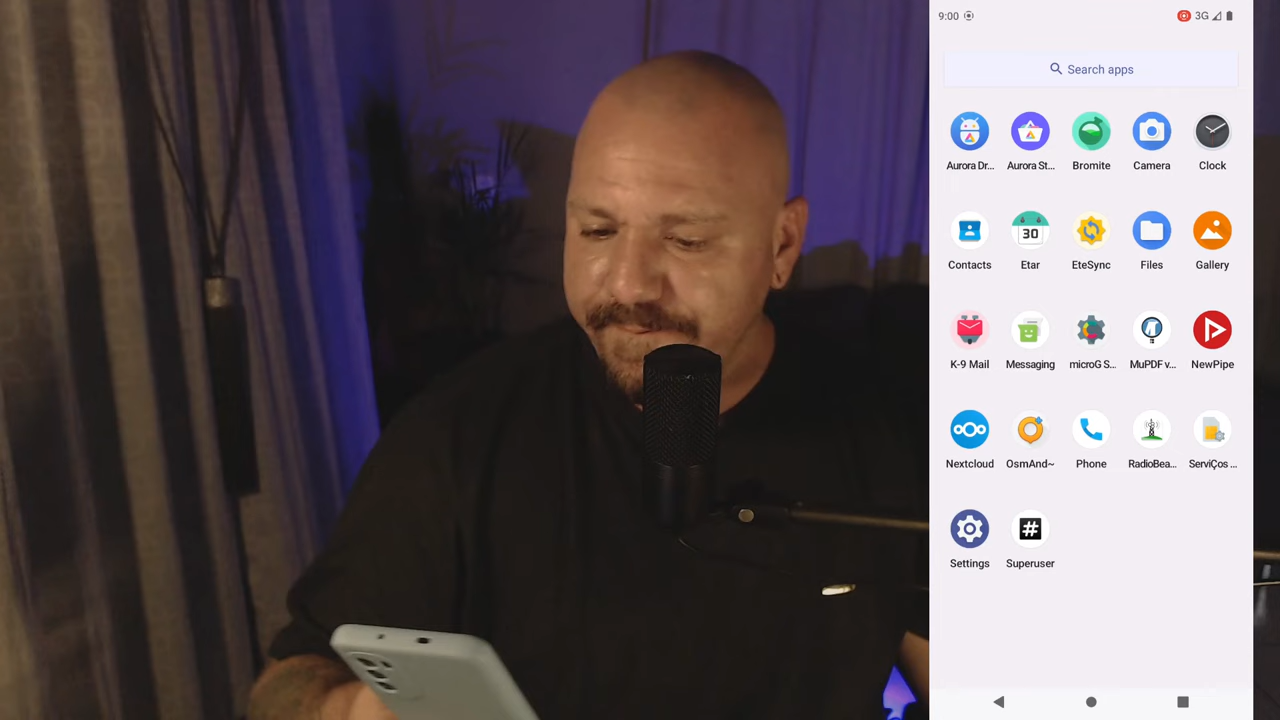 9:00 3G
Search apps
Aurora Dr... Aurora St... Bromite Camera Clock
30
Contacts Etar EteSync Files Gallery
K-9 Mail Messaging microG S... MuPDF v... NewPipe
Nextcloud OsmAnd~ Phone RadioBea... ServiÇos ...
#
Settings Superuser